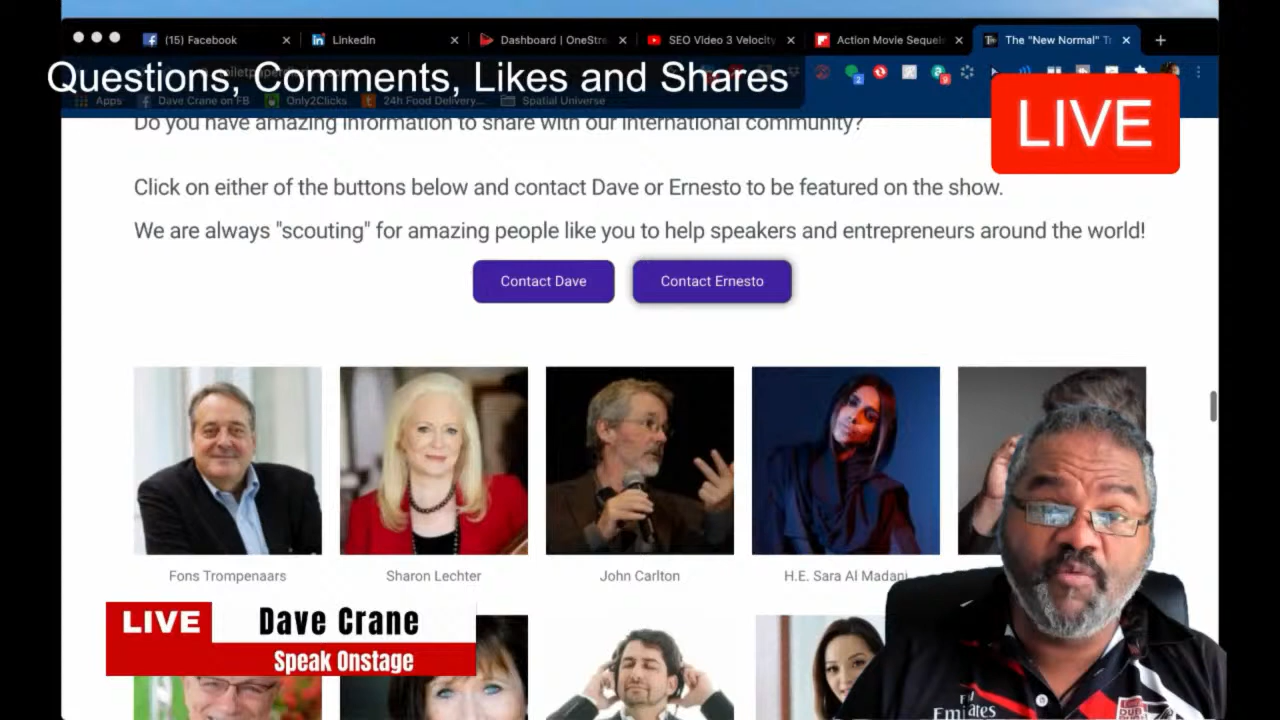 (15) Facebook
LinkedIn
Dashboard | OneStre
SEO Video 3 Velocity
Action Movie Sequel
The "New Normal" T
Questions, Comments, Likes and Shares
LIVE
Apps
Dave Crane on FB
Only2Clicks
24h Food Delivery...
Spatial Universe
Do you have amazing information to share with our international community?
Click on either of the buttons below and contact Dave or Ernesto to be featured on the show.
We are always "scouting" for amazing people like you to help speakers and entrepreneurs around the world!
Contact Dave
Contact Ernesto
Fons Trompenaars
Sharon Lechter
John Carlton
H.E. Sara Al Madani
LIVE
Dave Crane
Speak Onstage
Emirates